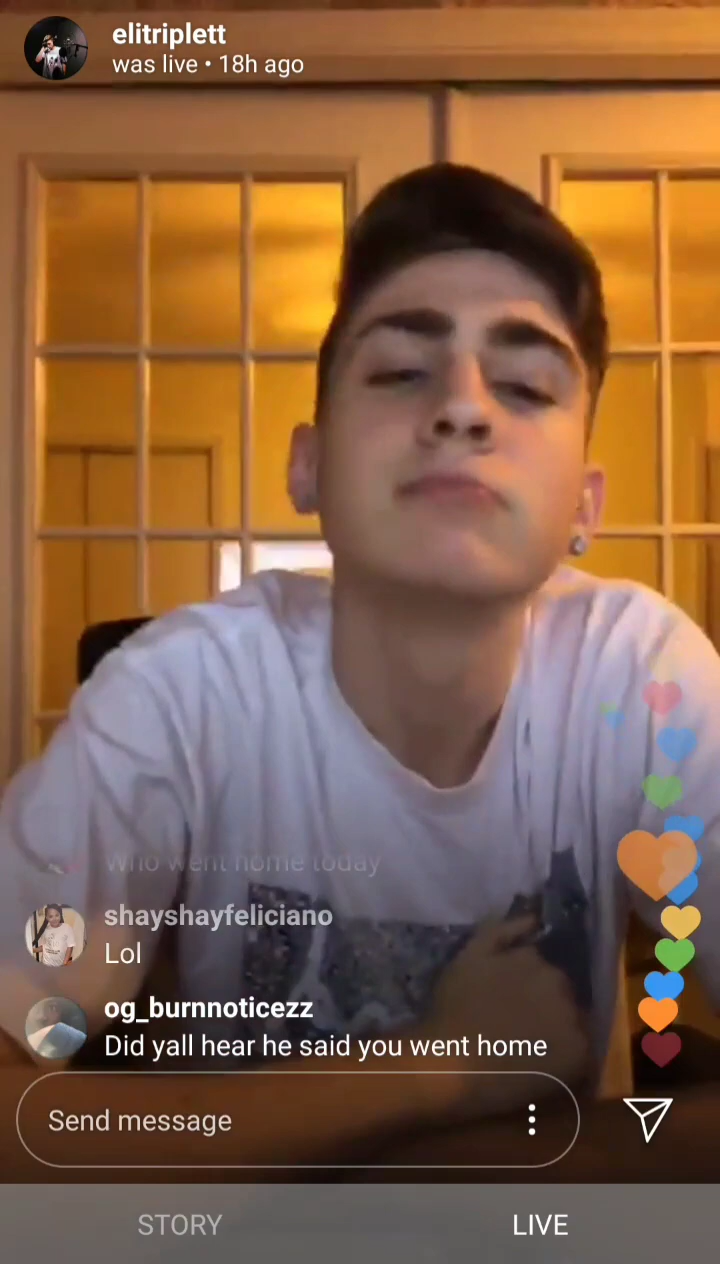 elitriplett
was live • 18h ago
Who went home today
shayshayfeliciano
Lol
og_burnnoticezz
Did yall hear he said you went home
Send message
STORY
LIVE